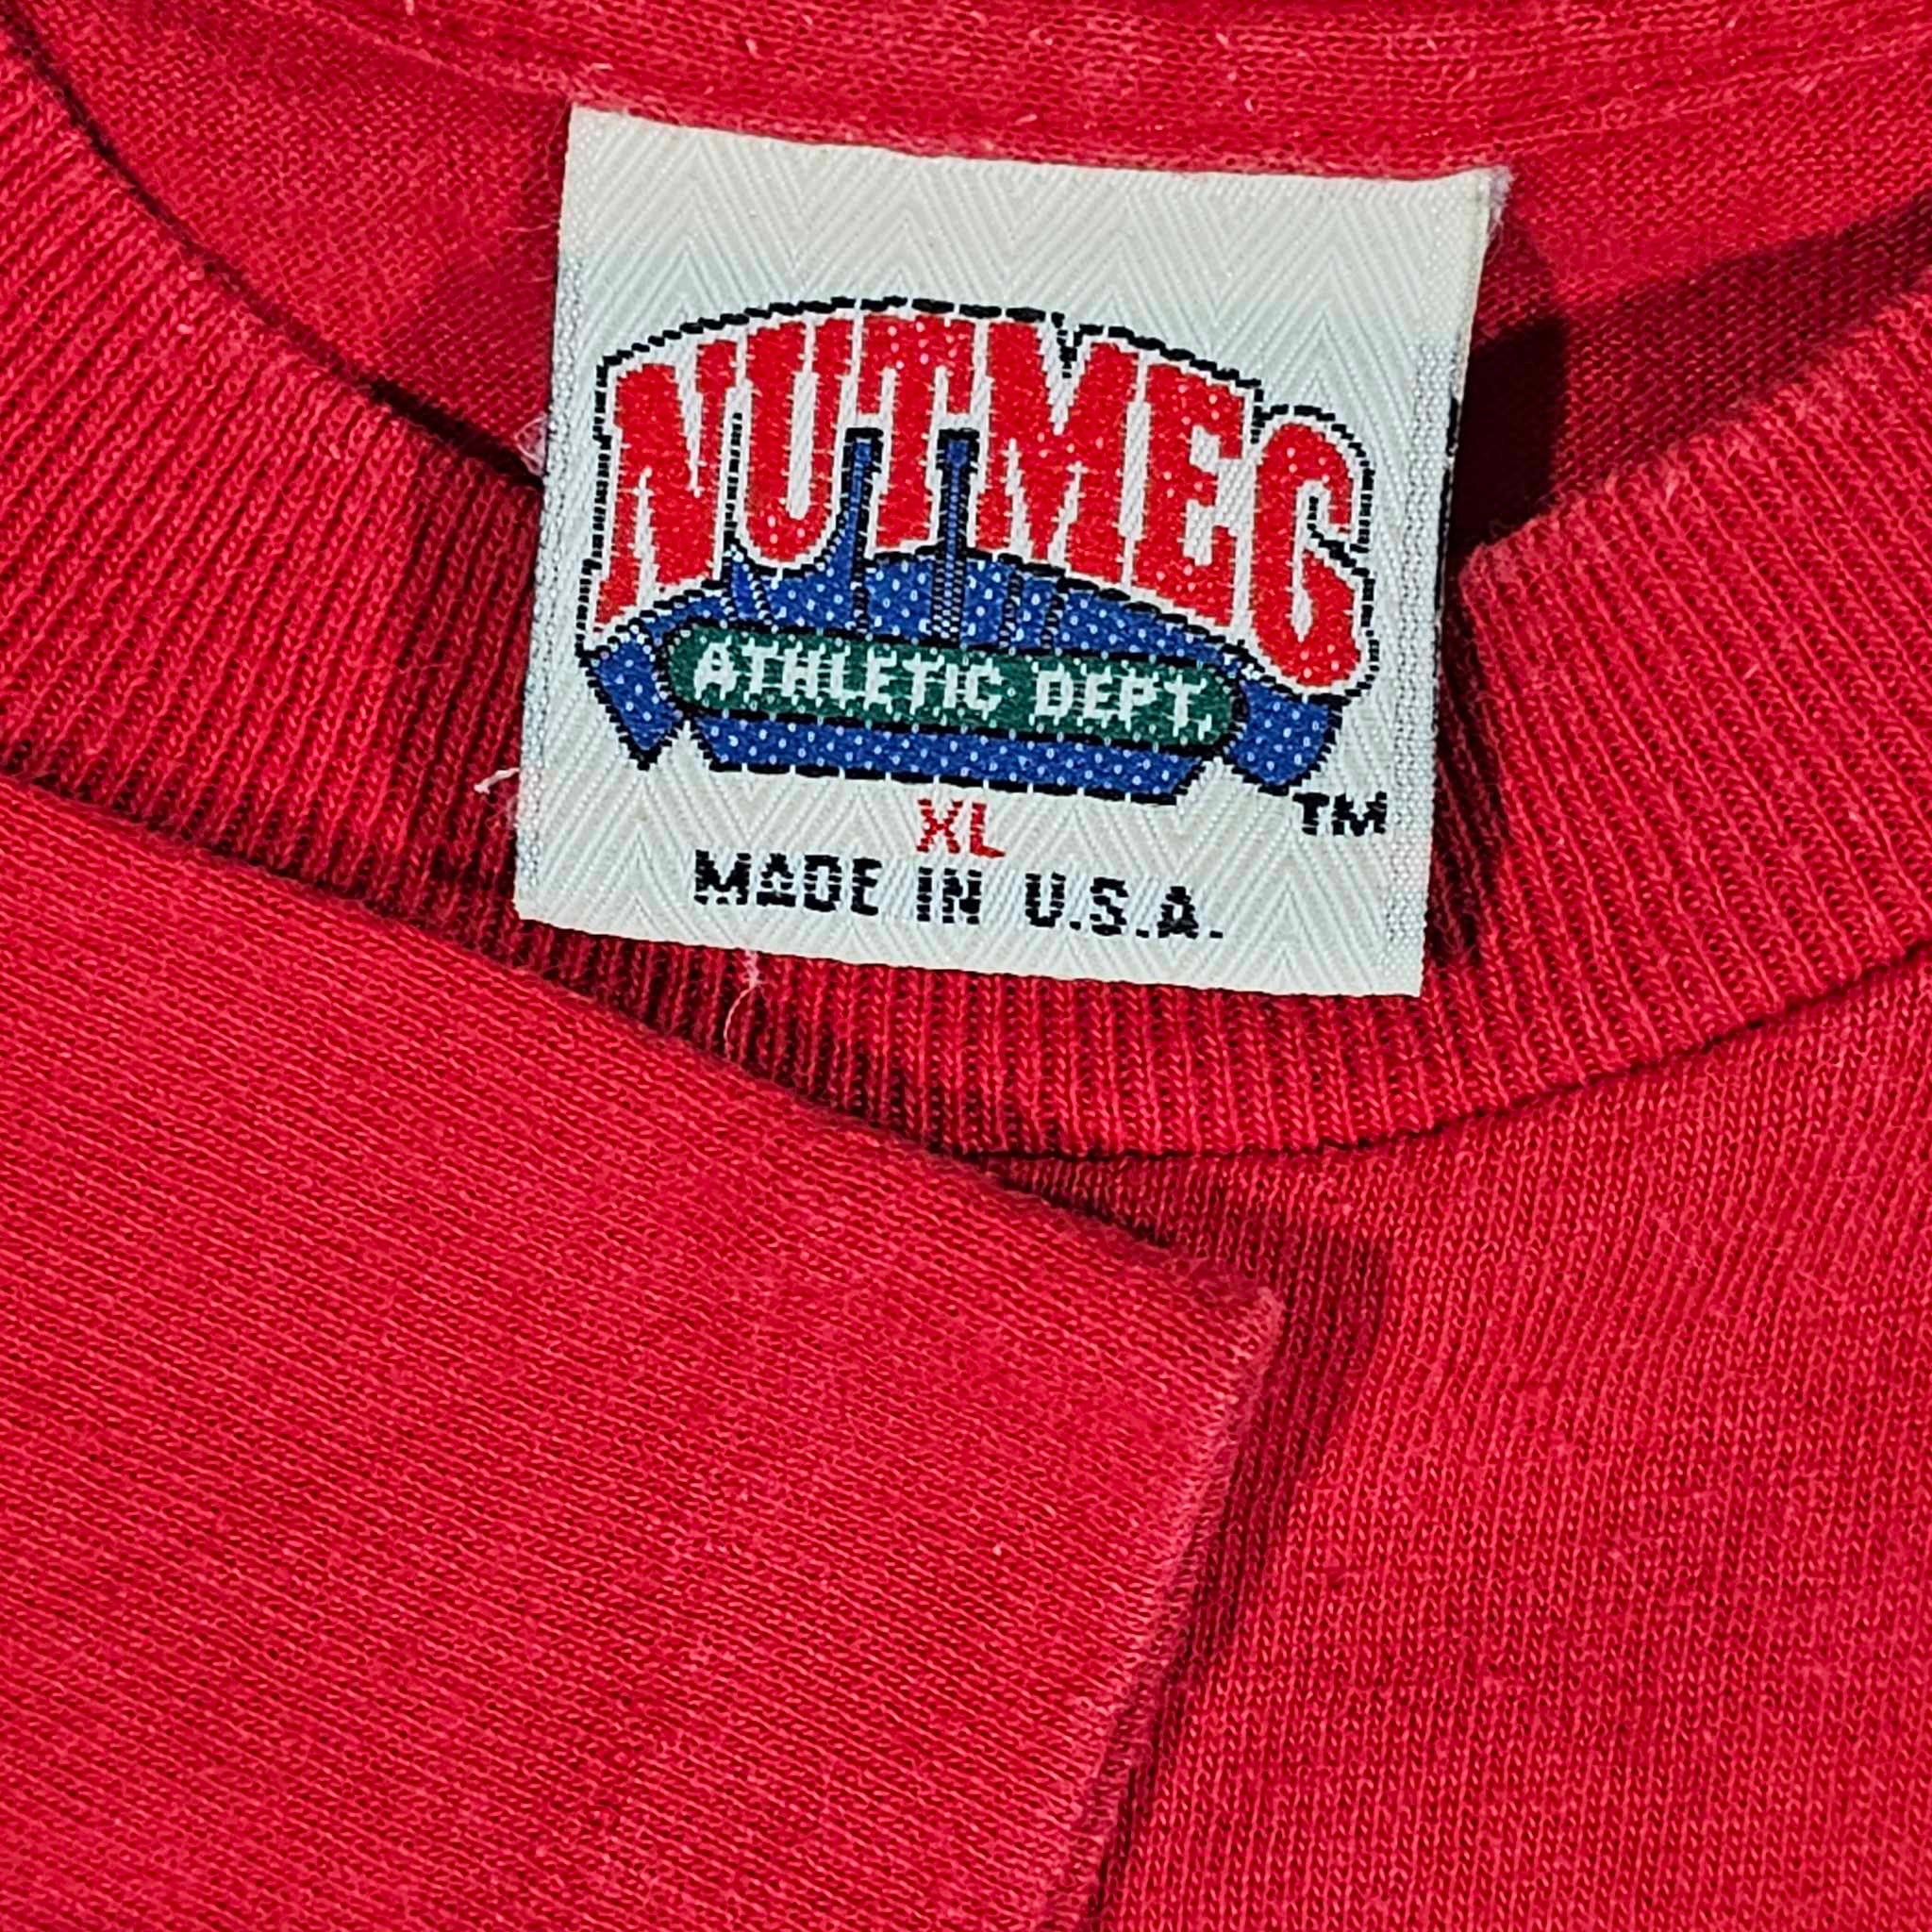 NUTMEG
ATHLETIC DEPT.
TM
XL
MADE IN U.S.A.